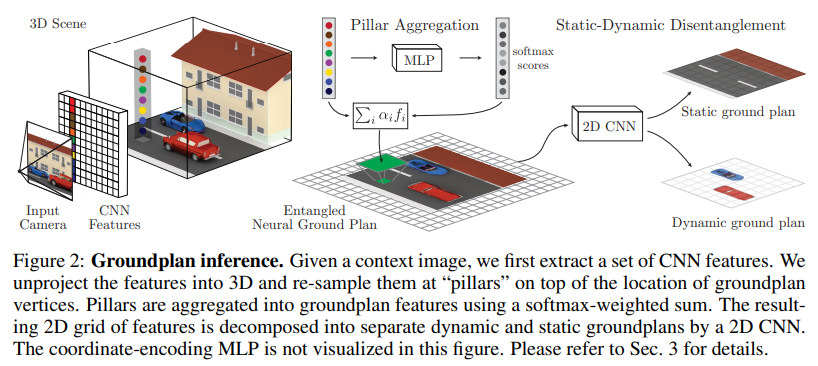 3D Scene
Pillar Aggregation
Static-Dynamic Disentanglement
MLP
softmax
scores
∑i αifi
2D CNN
Static ground plan
Input
Camera
CNN
Features
Entangled
Neural Ground Plan
Dynamic ground plan
Figure 2: Groundplan inference. Given a context image, we first extract a set of CNN features. We
unproject the features into 3D and re-sample them at “pillars” on top of the location of groundplan
vertices. Pillars are aggregated into groundplan features using a softmax-weighted sum. The result-
ing 2D grid of features is decomposed into separate dynamic and static groundplans by a 2D CNN.
The coordinate-encoding MLP is not visualized in this figure. Please refer to Sec. 3 for details.